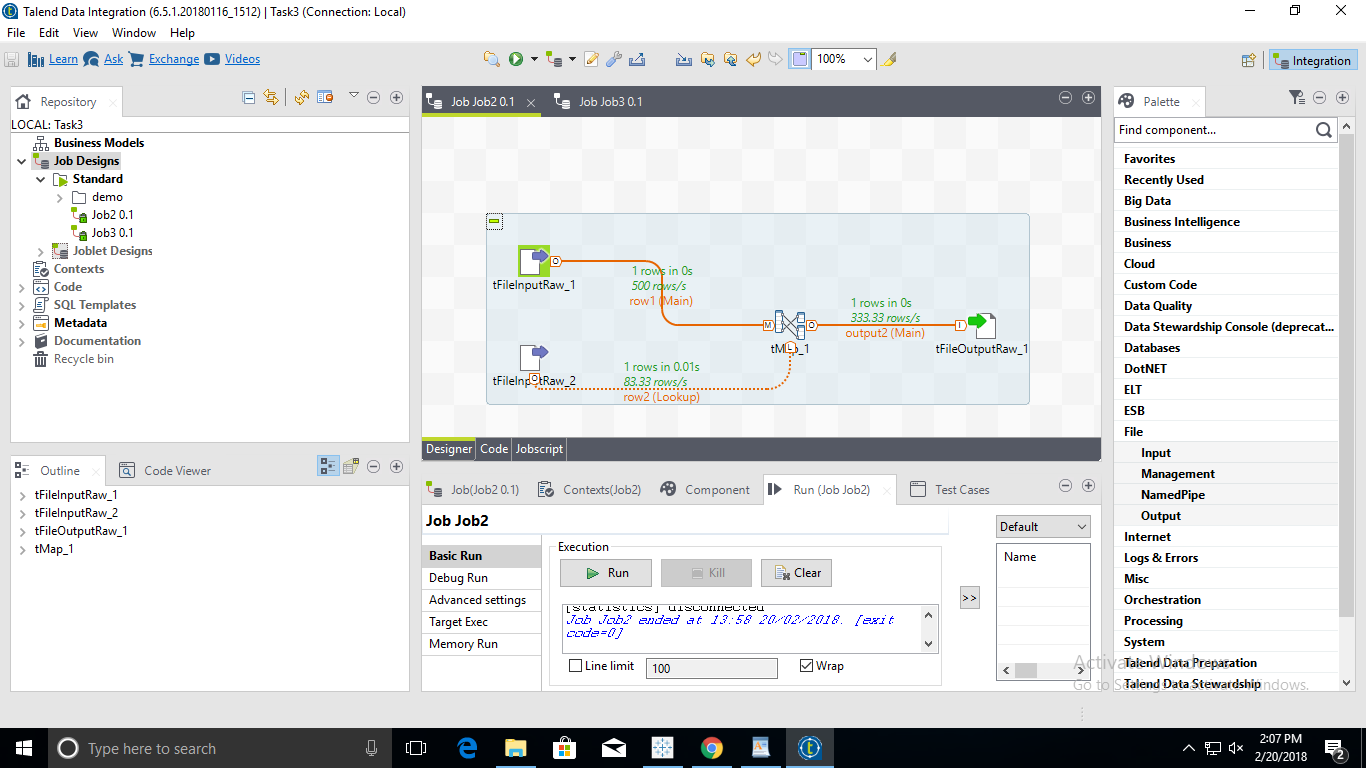 Talend Data Integration (6.5.1.20180116_1512) | Task3 (Connection: Local)
File Edit View Window Help
Learn Ask Exchange Videos 100% Integration
Repository
LOCAL: Task3
Business Models
Job Designs
Standard
demo
Job2 0.1
Job3 0.1
Joblet Designs
Contexts
Code
SQL Templates
Metadata
Documentation
Recycle bin
Outline Code Viewer
tFileInputRaw_1
tFileInputRaw_2
tFileOutputRaw_1
tMap_1
Job Job2 0.1 Job Job3 0.1
tFileInputRaw_1
1 rows in 0s
500 rows/s
row1 (Main)
1 rows in 0s
333.33 rows/s
output2 (Main)
tFileOutputRaw_1
1 rows in 0.01s
83.33 rows/s
row2 (Lookup)
Designer Code Jobscript
Job(Job2 0.1) Contexts(Job2) Component Run (Job Job2) Test Cases
Job Job2
Basic Run
Debug Run
Advanced settings
Target Exec
Memory Run
Execution
Run Kill Clear
[statistics] disconnected
Job Job2 ended at 13:58 20/02/2018. [exit
code=0]
Line limit 100 Wrap
>>
Default
Name
Palette
Find component...
Favorites
Recently Used
Big Data
Business Intelligence
Business
Cloud
Custom Code
Data Quality
Data Stewardship Console (deprecat...
Databases
DotNET
ELT
ESB
File
Input
Management
NamedPipe
Output
Internet
Logs & Errors
Misc
Orchestration
Processing
System
Talend Data Preparation
Talend Data Stewardship
Activate Windows
Go to Settings to activate Windows.
Type here to search
2:07 PM
2/20/2018
2